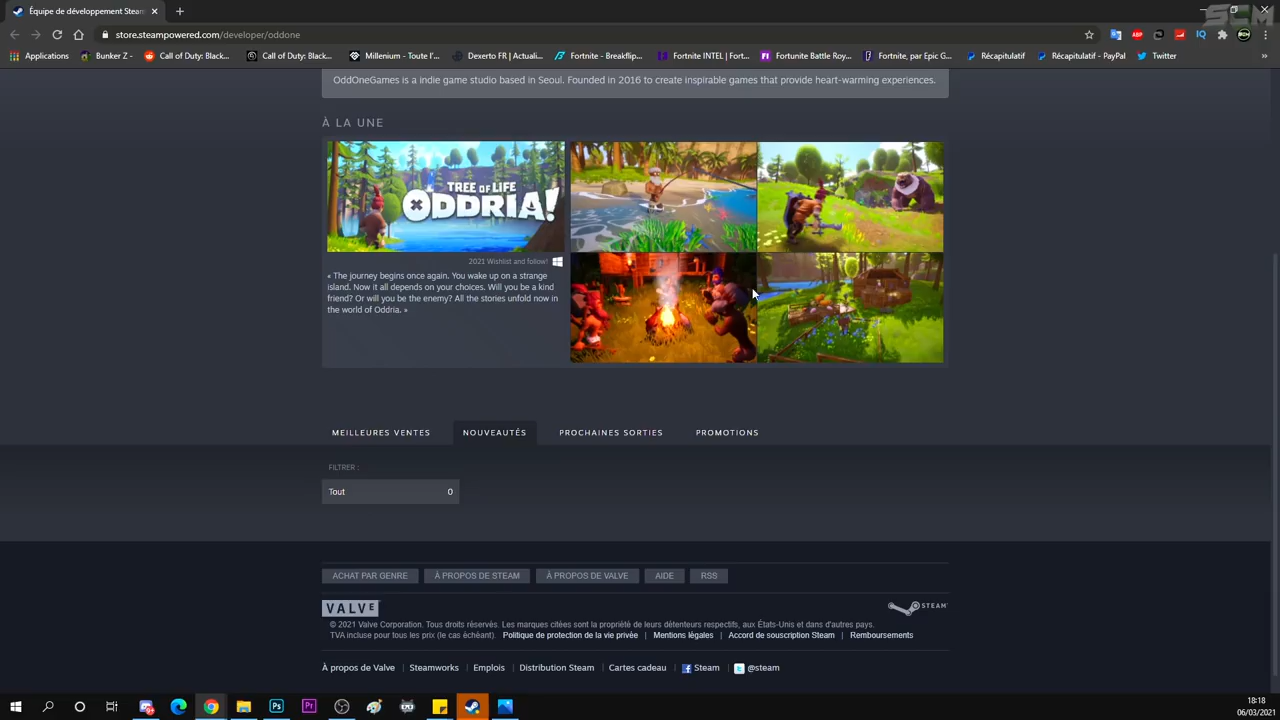 Équipe de développement Steam
SCM
store.steampowered.com/developer/oddone
ABP
Applications
Bunker Z -
Call of Duty: Black...
Call of Duty: Black...
Millenium - Toute l'...
Dexerto FR | Actuali...
Fortnite - Breakflip...
Fortnite INTEL | Fort...
Fortunite Battle Roy...
Fortnite, par Epic G...
Récapitulatif
Récapitulatif - PayPal
Twitter
OddOneGames is a indie game studio based in Seoul. Founded in 2016 to create inspirable games that provide heart-warming experiences.
À LA UNE
TREE OF LIFE
ODDRIA!
2021 Wishlist and follow!
« The journey begins once again. You wake up on a strange
island. Now it all depends on your choices. Will you be a kind
friend? Or will you be the enemy? All the stories unfold now in
the world of Oddria. »
MEILLEURES VENTES
NOUVEAUTÉS
PROCHAINES SORTIES
PROMOTIONS
FILTRER :
Tout 0
ACHAT PAR GENRE
À PROPOS DE STEAM
À PROPOS DE VALVE
AIDE
RSS
VALVE
STEAM
© 2021 Valve Corporation. Tous droits réservés. Les marques citées sont la propriété de leurs détenteurs respectifs, aux États-Unis et dans d'autres pays.
TVA incluse pour tous les prix (le cas échéant). Politique de protection de la vie privée | Mentions légales | Accord de souscription Steam | Remboursements
À propos de Valve | Steamworks | Emplois | Distribution Steam | Cartes cadeau | Steam | @steam
18:18
06/03/2021